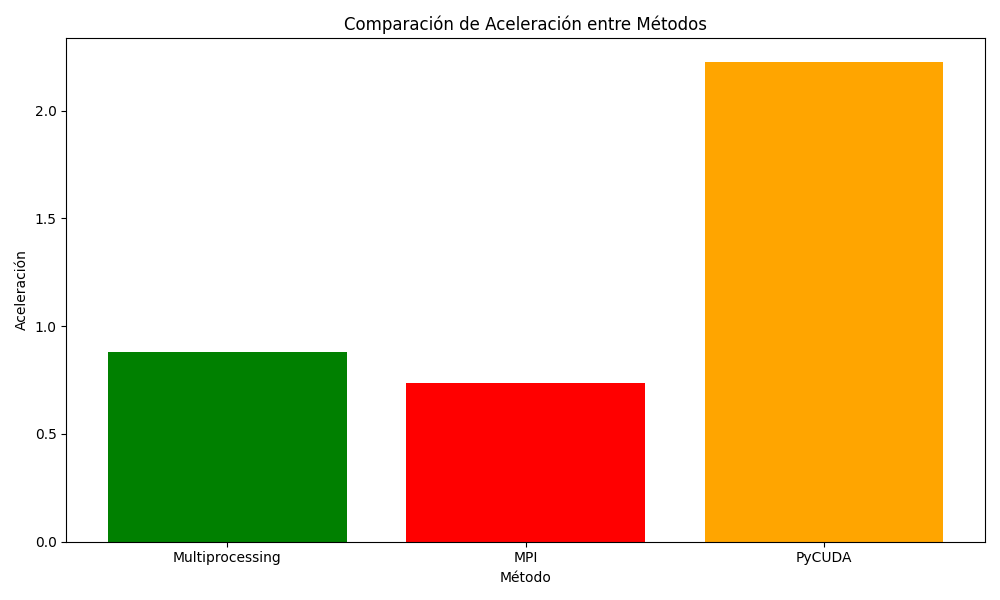 Comparación de Aceleración entre Métodos
Aceleración
2.0
1.5
1.0
0.5
0.0
Multiprocessing
MPI
PyCUDA
Método